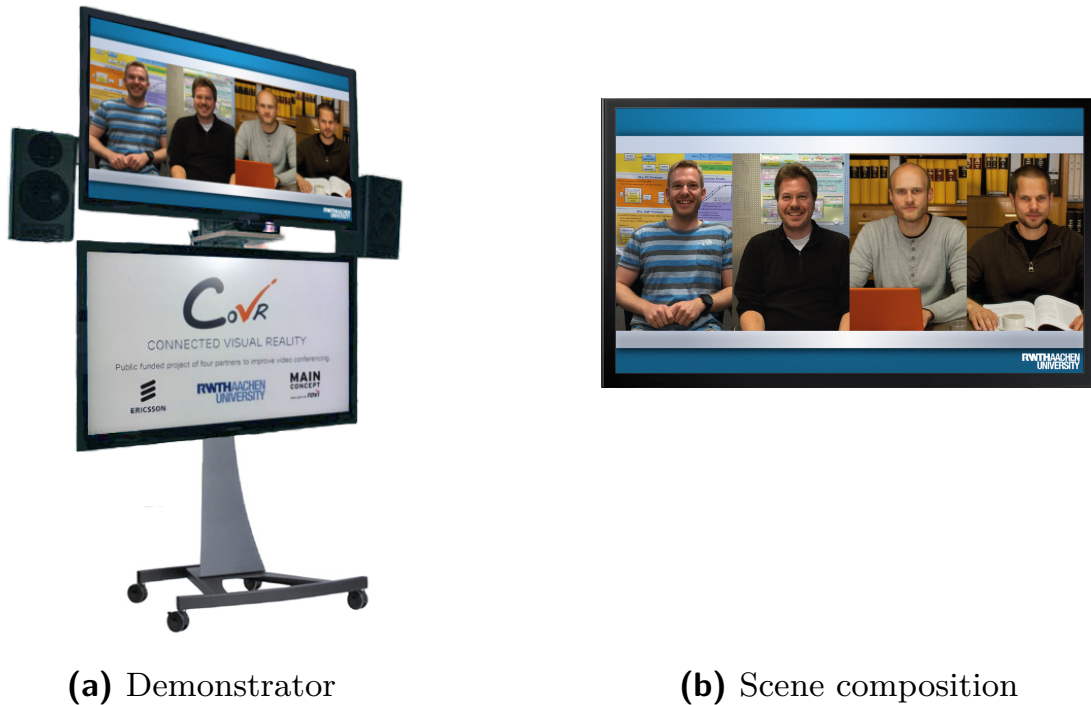 RWTHAACHEN
UNIVERSITY
CoVR
CONNECTED VISUAL REALITY
Public funded project of four partners to improve video conferencing.
ERICSSON
RWTHAACHEN
UNIVERSITY
MAIN
CONCEPT
RWTHAACHEN
UNIVERSITY
(a) Demonstrator
(b) Scene composition